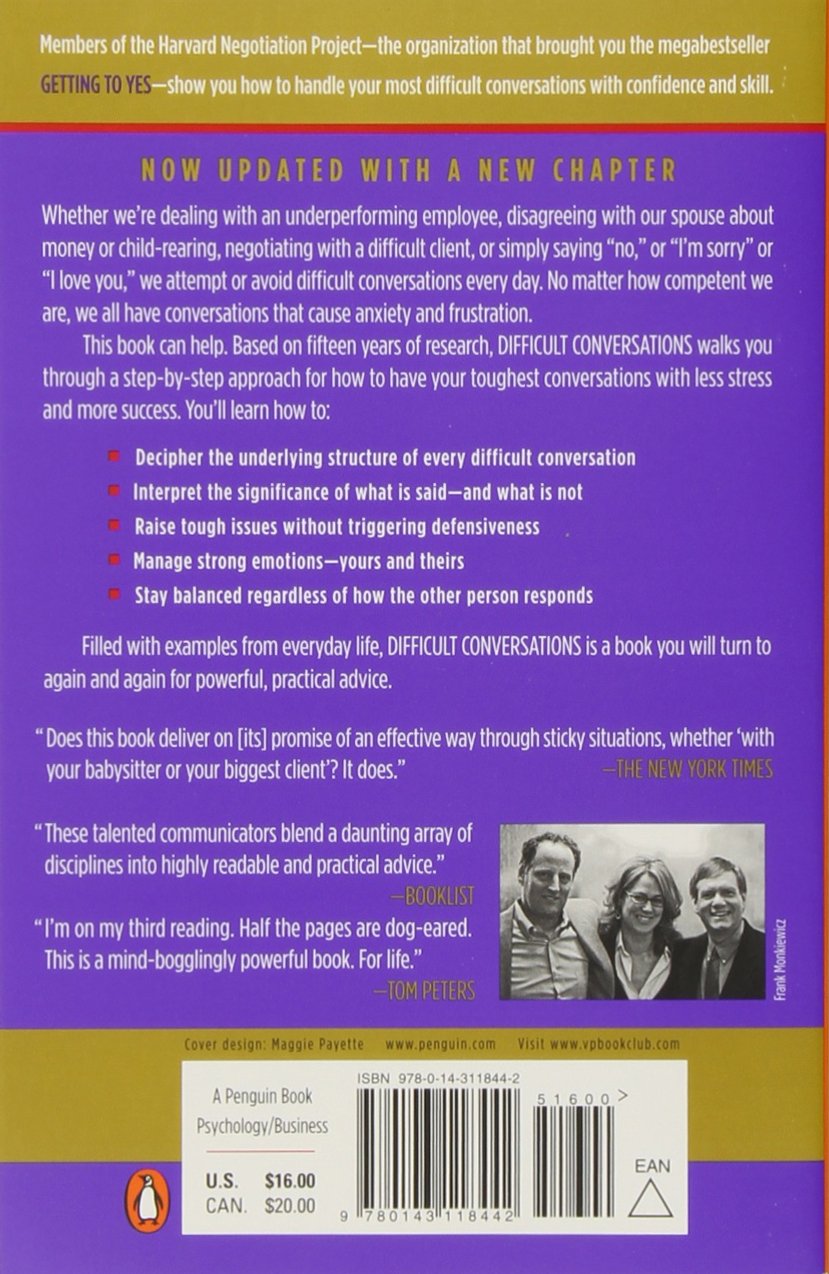 Members of the Harvard Negotiation Project—the organization that brought you the megabestseller
GETTING TO YES—show you how to handle your most difficult conversations with confidence and skill.
NOW UPDATED WITH A NEW CHAPTER
Whether we're dealing with an underperforming employee, disagreeing with our spouse about
money or child-rearing, negotiating with a difficult client, or simply saying “no,” or “I'm sorry” or
“I love you,” we attempt or avoid difficult conversations every day. No matter how competent we
are, we all have conversations that cause anxiety and frustration.
This book can help. Based on fifteen years of research, DIFFICULT CONVERSATIONS walks you
through a step-by-step approach for how to have your toughest conversations with less stress
and more success. You'll learn how to:
Decipher the underlying structure of every difficult conversation
Interpret the significance of what is said—and what is not
Raise tough issues without triggering defensiveness
Manage strong emotions—yours and theirs
Stay balanced regardless of how the other person responds
Filled with examples from everyday life, DIFFICULT CONVERSATIONS is a book you will turn to
again and again for powerful, practical advice.
“Does this book deliver on [its] promise of an effective way through sticky situations, whether ‘with
your babysitter or your biggest client’? It does.” —THE NEW YORK TIMES
“These talented communicators blend a daunting array of
disciplines into highly readable and practical advice.”
—BOOKLIST
“I'm on my third reading. Half the pages are dog-eared.
This is a mind-bogglingly powerful book. For life.”
—TOM PETERS
Frank Monkiewicz
Cover design: Maggie Payette www.penguin.com Visit www.vpbookclub.com
A Penguin Book
Psychology/Business
U.S. $16.00
CAN. $20.00
ISBN 978-0-14-311844-2
51600>
9 780143 118442
EAN